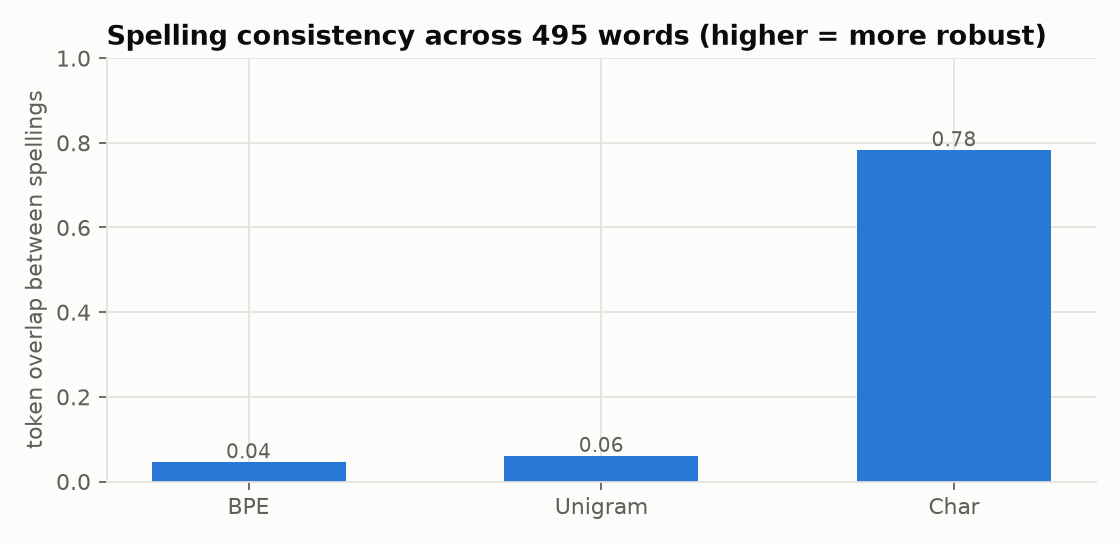 Spelling consistency across 495 words (higher = more robust)
token overlap between spellings
1.0
0.8
0.6
0.4
0.2
0.0
0.04
0.06
0.78
BPE
Unigram
Char